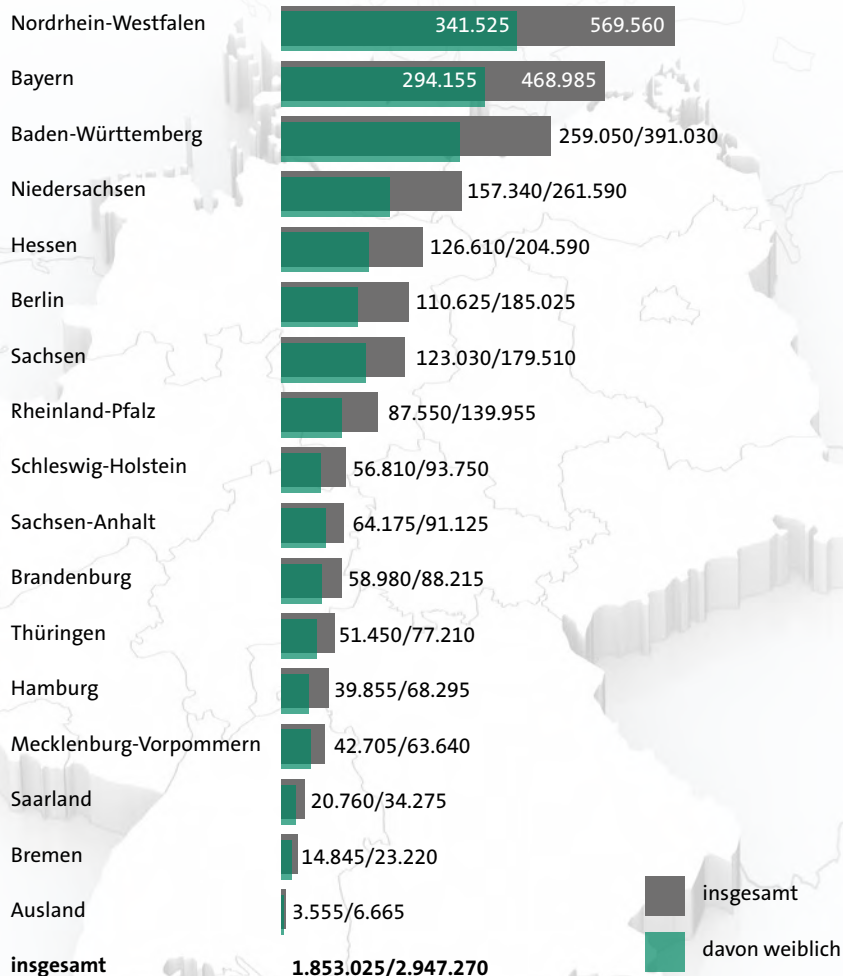 Nordrhein-Westfalen 341.525 569.560
Bayern 294.155 468.985
Baden-Württemberg 259.050/391.030
Niedersachsen 157.340/261.590
Hessen 126.610/204.590
Berlin 110.625/185.025
Sachsen 123.030/179.510
Rheinland-Pfalz 87.550/139.955
Schleswig-Holstein 56.810/93.750
Sachsen-Anhalt 64.175/91.125
Brandenburg 58.980/88.215
Thüringen 51.450/77.210
Hamburg 39.855/68.295
Mecklenburg-Vorpommern 42.705/63.640
Saarland 20.760/34.275
Bremen 14.845/23.220
Ausland 3.555/6.665
insgesamt 1.853.025/2.947.270
insgesamt
davon weiblich